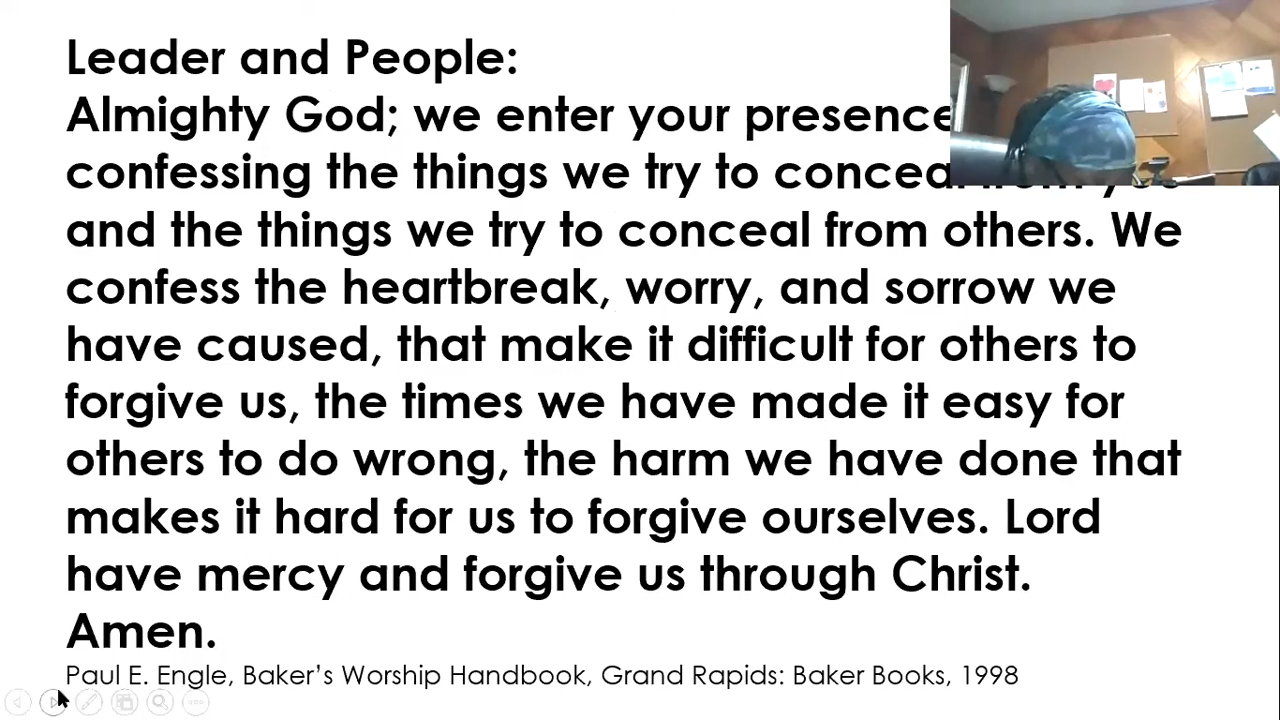 Leader and People:
Almighty God; we enter your presence
confessing the things we try to conceal from you
and the things we try to conceal from others. We
confess the heartbreak, worry, and sorrow we
have caused, that make it difficult for others to
forgive us, the times we have made it easy for
others to do wrong, the harm we have done that
makes it hard for us to forgive ourselves. Lord
have mercy and forgive us through Christ.
Amen.
Paul E. Engle, Baker’s Worship Handbook, Grand Rapids: Baker Books, 1998